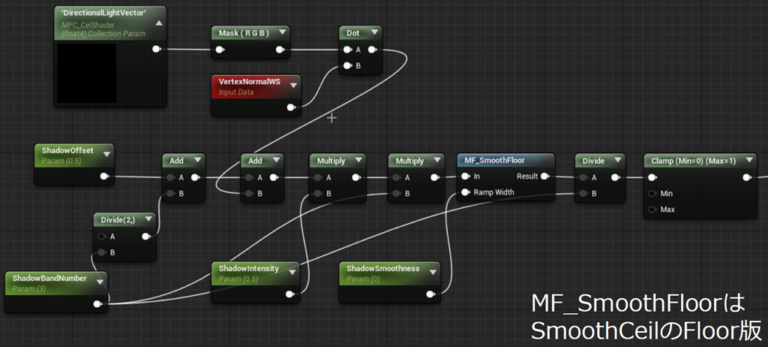 'DirectionalLightVector'
MPC_CelShader
(float4) Collection Param
Mask ( R G B )
Dot
A
B
VertexNormalWS
Input Data
ShadowOffset
Param (0.5)
Add
A
B
Add
A
B
Multiply
A
B
Multiply
A
B
MF_SmoothFloor
In
Result
Ramp Width
Divide
A
B
Clamp (Min=0) (Max=1)
Min
Max
Divide(2,)
A
B
ShadowBandNumber
Param (3)
ShadowIntensity
Param (0.5)
ShadowSmoothness
Param (0)
MF_SmoothFloorは
SmoothCeilのFloor版